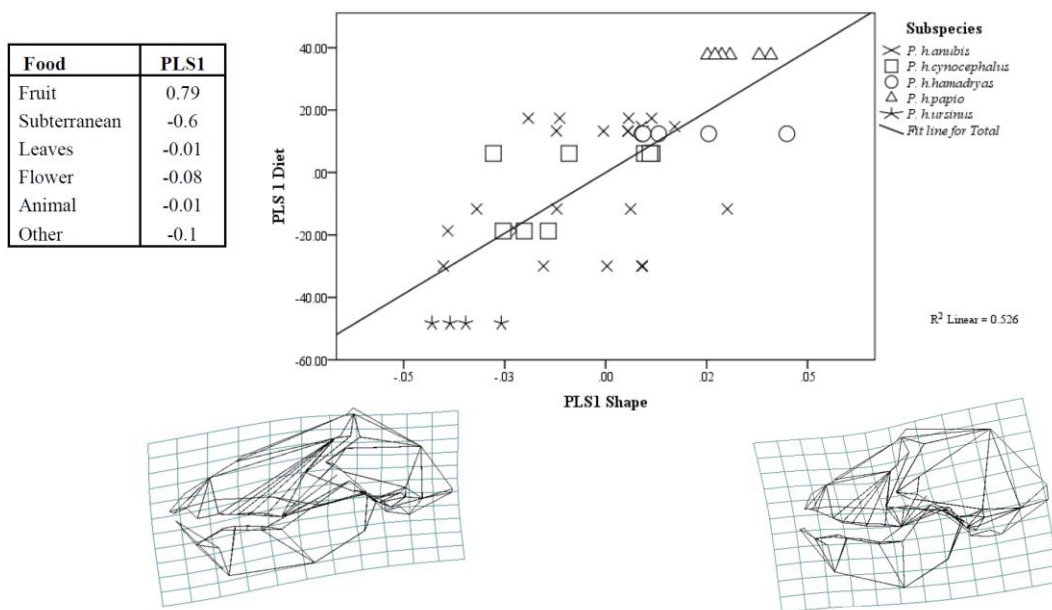 Food PLS1
Fruit 0.79
Subterranean -0.6
Leaves -0.01
Flower -0.08
Animal -0.01
Other -0.1
PLS 1 Diet
40.00
20.00
.00
-20.00
-40.00
-60.00
-.05 -.03 .00 .02 .05
PLS1 Shape
Subspecies
P. h.anubis
P. h.cynocephalus
P. h.hamadryas
P. h.papio
P. h.ursinus
Fit line for Total
R2 Linear = 0.526